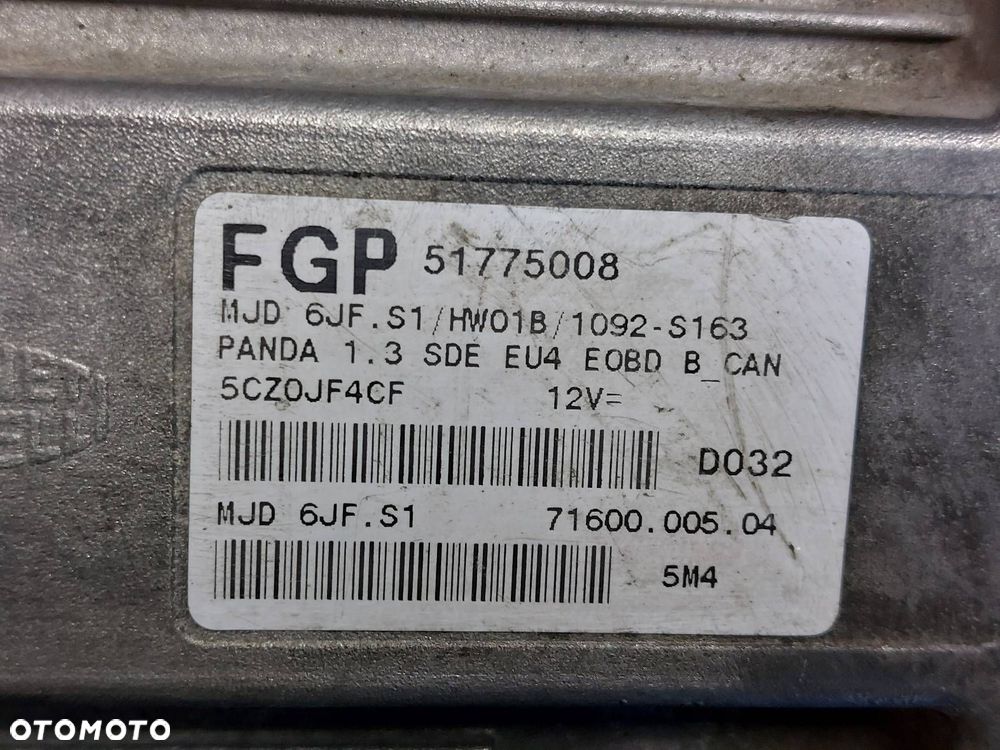 FGP 51775008
MJD 6JF.S1/HW01B/1092-S163
PANDA 1.3 SDE EU4 EOBD B_CAN
5CZ0JF4CF 12V=
D032
MJD 6JF.S1 71600.005.04
5M4
OTOMOTO